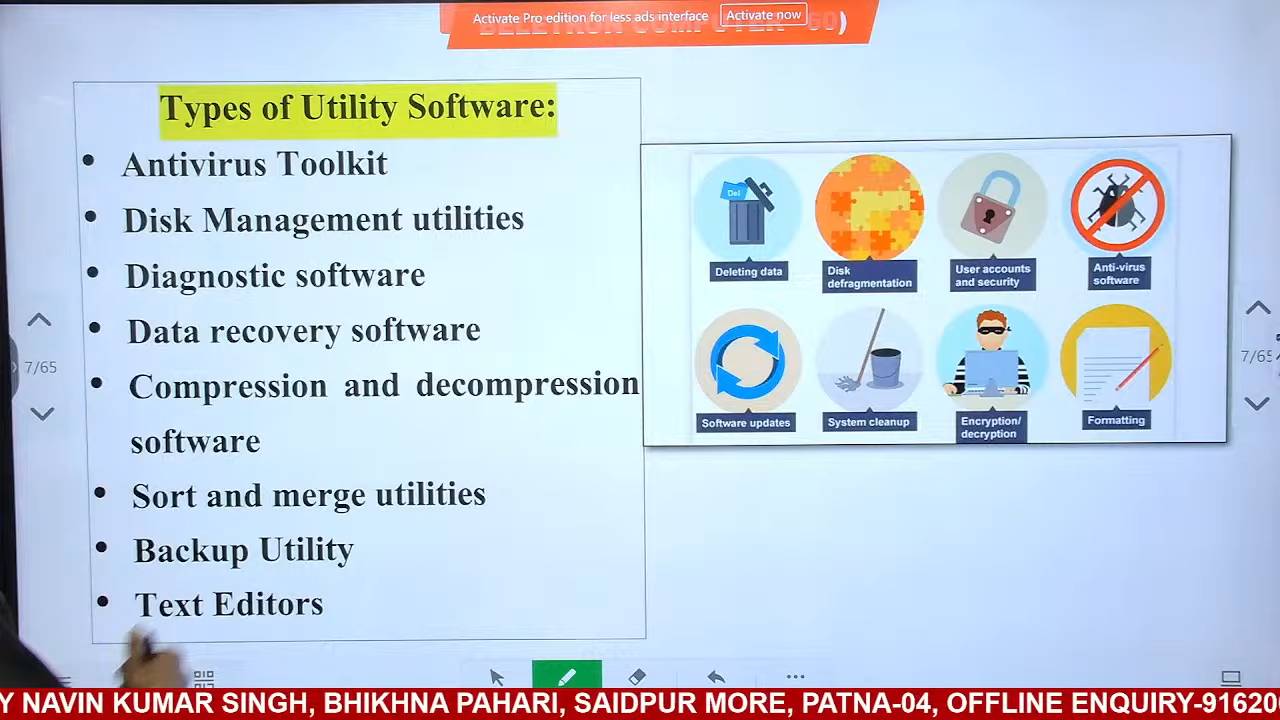 Activate Pro edition for less ads interface Activate now
Types of Utility Software:
• Antivirus Toolkit
• Disk Management utilities
• Diagnostic software
• Data recovery software
• Compression and decompression
software
• Sort and merge utilities
• Backup Utility
• Text Editors
Del
Deleting data
Disk
defragmentation
User accounts
and security
Anti-virus
software
Software updates
System cleanup
Encryption/
decryption
Formatting
7/65
7/65
Y NAVIN KUMAR SINGH, BHIKHNA PAHARI, SAIDPUR MORE, PATNA-04, OFFLINE ENQUIRY-91620